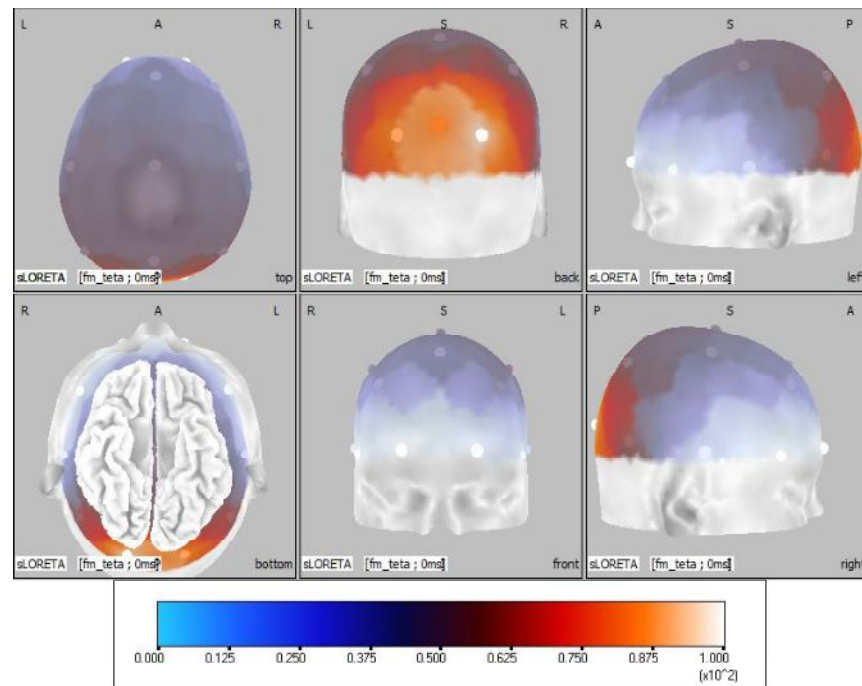 L A R
L S R
A S P
sLORETA [fm_teta ; 0ms] top
sLORETA [fm_teta ; 0ms] back
sLORETA [fm_teta ; 0ms] left
R A L
R S L
P S A
sLORETA [fm_teta ; 0ms] bottom
sLORETA [fm_teta ; 0ms] front
sLORETA [fm_teta ; 0ms] right
0.000 0.125 0.250 0.375 0.500 0.625 0.750 0.875 1.000
(x10^2)